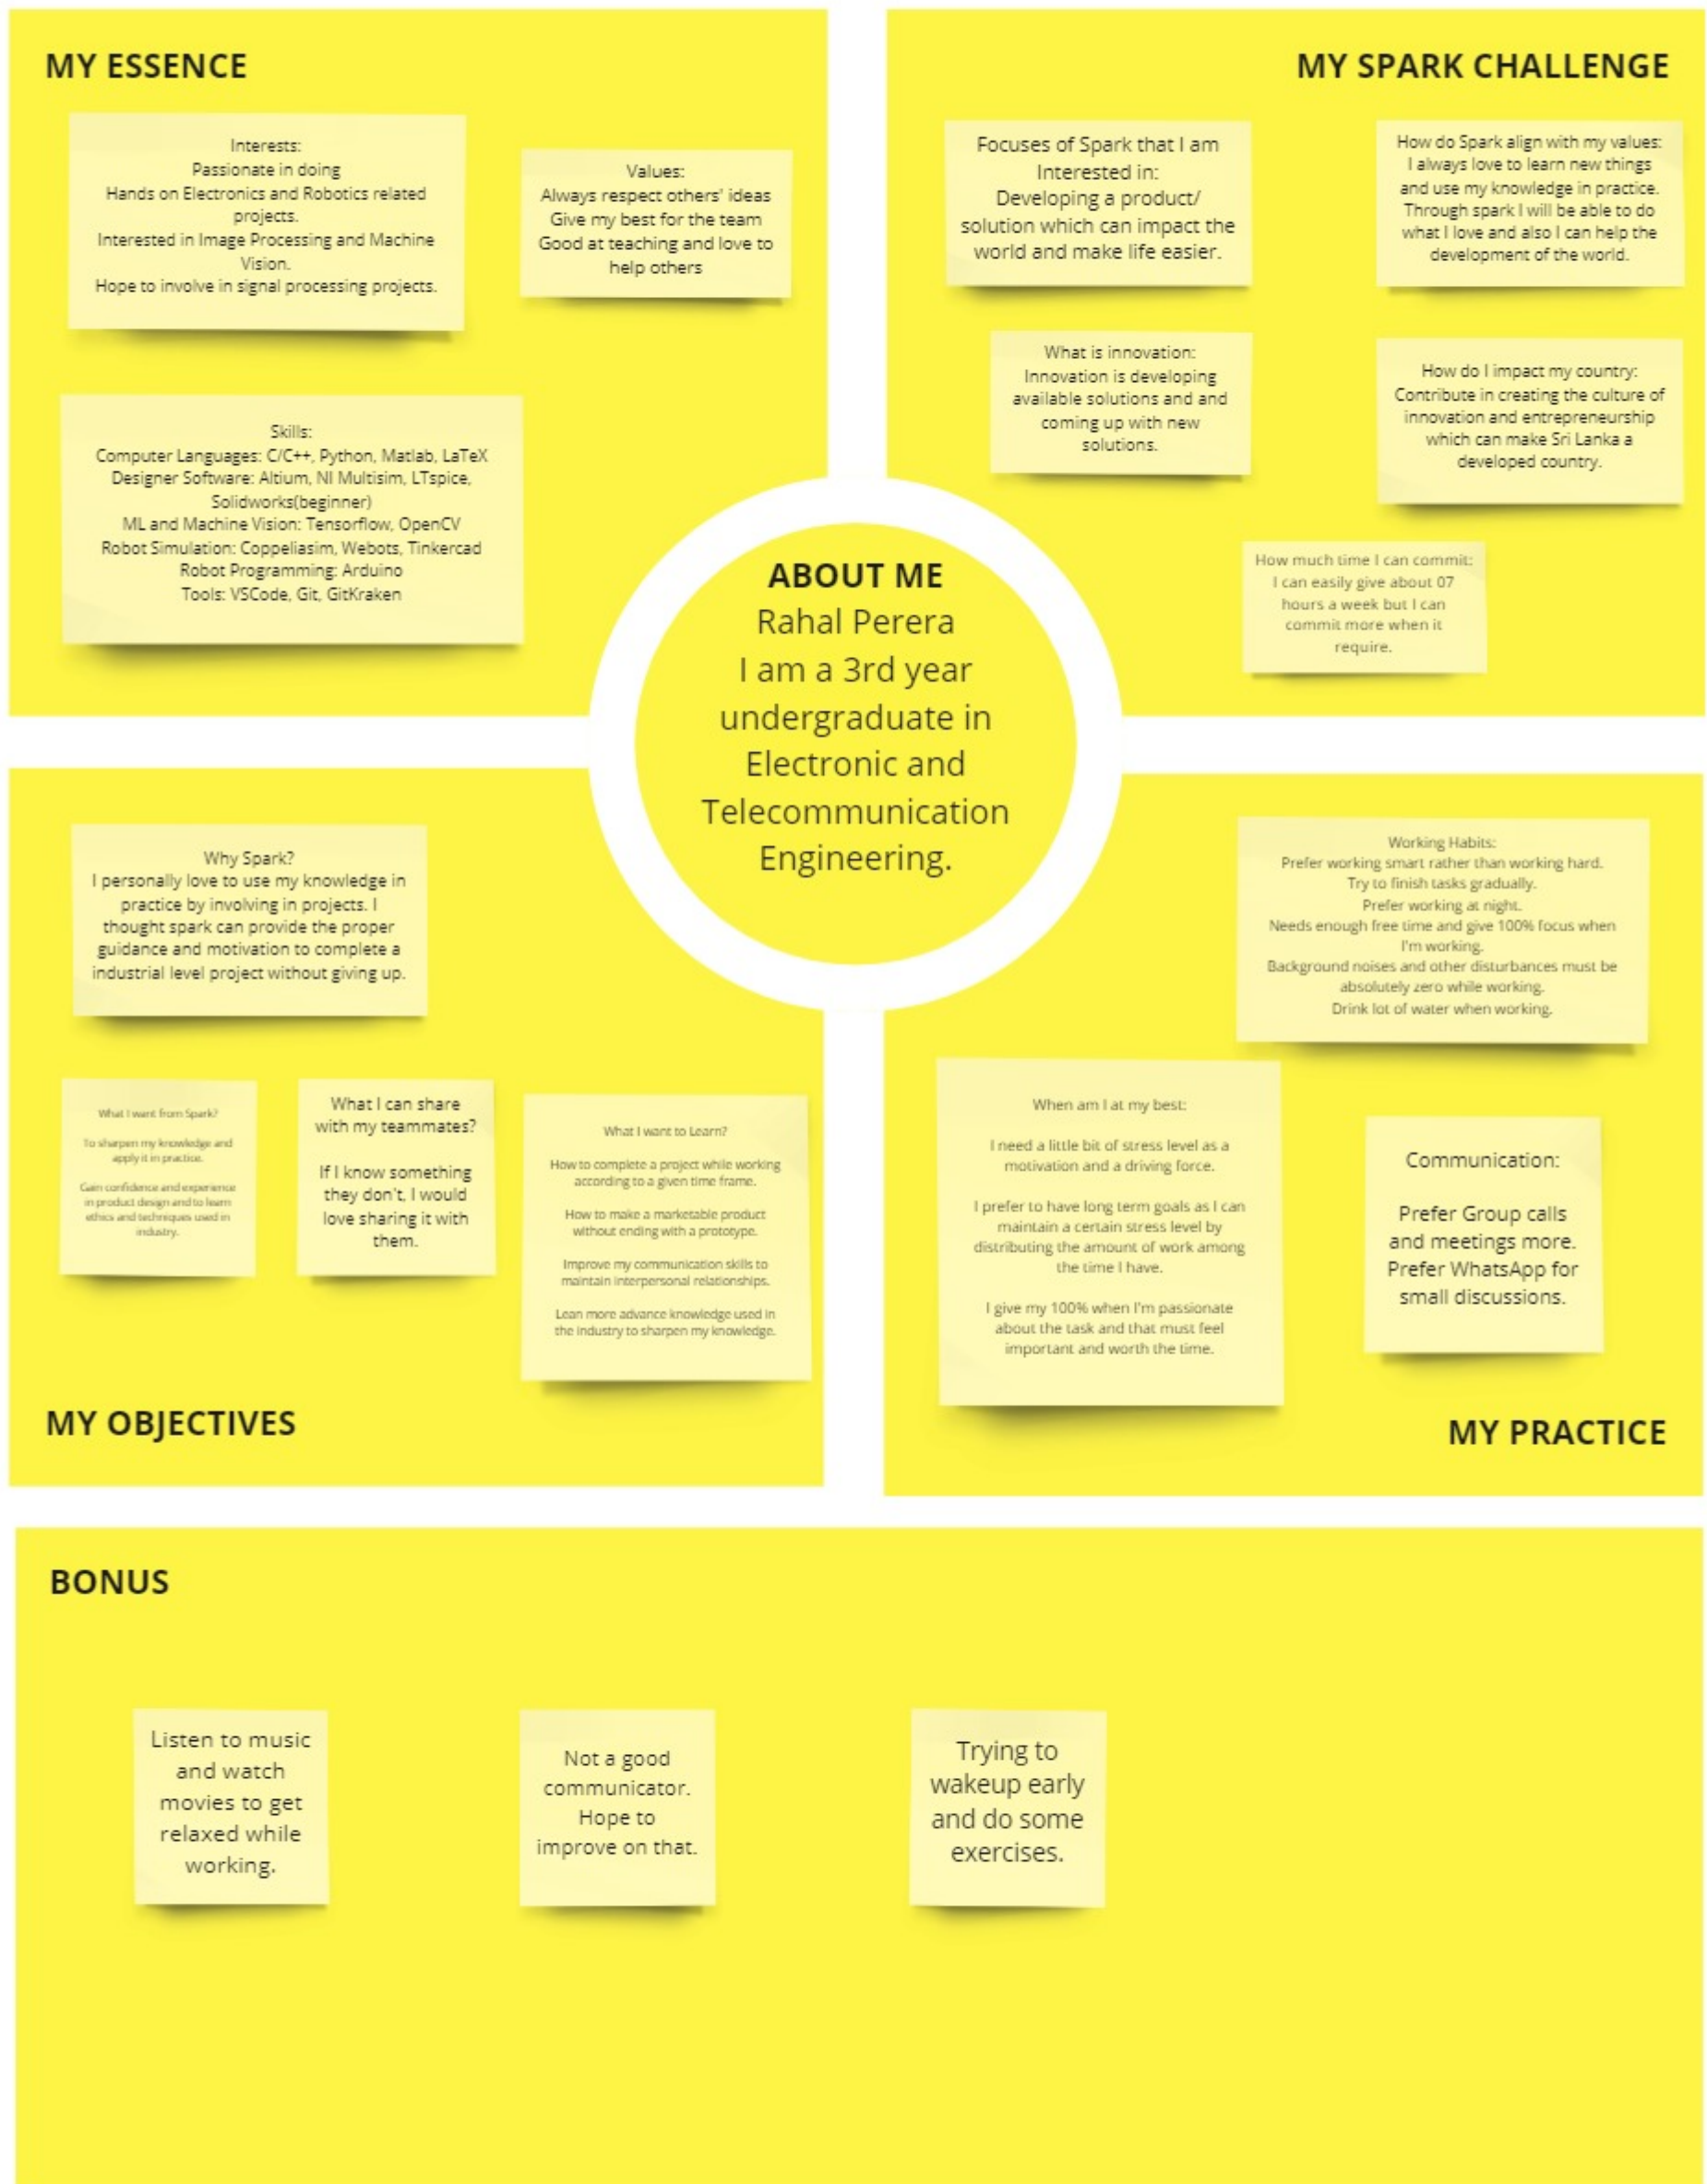 MY ESSENCE
Interests:
Passionate in doing
Hands on Electronics and Robotics related
projects.
Interested in Image Processing and Machine
Vision.
Hope to involve in signal processing projects.
Values:
Always respect others' ideas
Give my best for the team
Good at teaching and love to
help others
Skills:
Computer Languages: C/C++, Python, Matlab, LaTeX
Designer Software: Altium, NI Multisim, LTspice,
Solidworks(beginner)
ML and Machine Vision: Tensorflow, OpenCV
Robot Simulation: Coppeliasim, Webots, Tinkercad
Robot Programming: Arduino
Tools: VSCode, Git, GitKraken
MY SPARK CHALLENGE
Focuses of Spark that I am
Interested in:
Developing a product/
solution which can impact the
world and make life easier.
How do Spark align with my values:
I always love to learn new things
and use my knowledge in practice.
Through spark I will be able to do
what I love and also I can help the
development of the world.
What is innovation:
Innovation is developing
available solutions and and
coming up with new
solutions.
How do I impact my country:
Contribute in creating the culture of
innovation and entrepreneurship
which can make Sri Lanka a
developed country.
How much time I can commit:
I can easily give about 07
hours a week but I can
commit more when it
require.
ABOUT ME
Rahal Perera
I am a 3rd year
undergraduate in
Electronic and
Telecommunication
Engineering.
Why Spark?
I personally love to use my knowledge in
practice by involving in projects. I
thought spark can provide the proper
guidance and motivation to complete a
industrial level project without giving up.
What I want from Spark?
To sharpen my knowledge and
apply it in practice.
Gain confidence and experience
in product design and to learn
ethics and techniques used in
industry.
What I can share
with my teammates?
If I know something
they don't, I would
love sharing it with
them.
What I want to Learn?
How to complete a project while working
according to a given time frame.
How to make a marketable product
without ending with a prototype.
Improve my communication skills to
maintain interpersonal relationships.
Lean more advance knowledge used in
the industry to sharpen my knowledge.
MY OBJECTIVES
Working Habits:
Prefer working smart rather than working hard.
Try to finish tasks gradually.
Prefer working at night.
Needs enough free time and give 100% focus when
I'm working.
Background noises and other disturbances must be
absolutely zero while working.
Drink lot of water when working.
When am I at my best:
I need a little bit of stress level as a
motivation and a driving force.
I prefer to have long term goals as I can
maintain a certain stress level by
distributing the amount of work among
the time I have.
I give my 100% when I'm passionate
about the task and that must feel
important and worth the time.
Communication:
Prefer Group calls
and meetings more.
Prefer WhatsApp for
small discussions.
MY PRACTICE
BONUS
Listen to music
and watch
movies to get
relaxed while
working.
Not a good
communicator.
Hope to
improve on that.
Trying to
wakeup early
and do some
exercises.